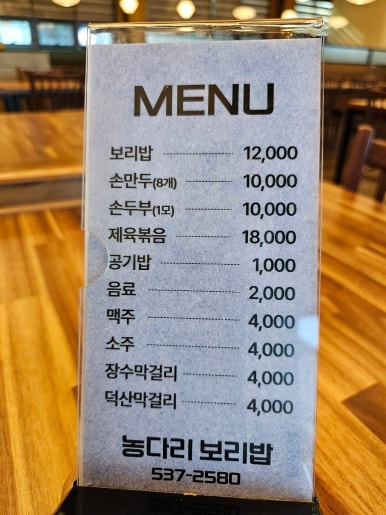 MENU
보리밥 12,000
손만두(8개) 10,000
손두부(1모) 10,000
제육볶음 18,000
공기밥 1,000
음료 2,000
맥주 4,000
소주 4,000
장수막걸리 4,000
덕산막걸리 4,000
농다리 보리밥
537-2580